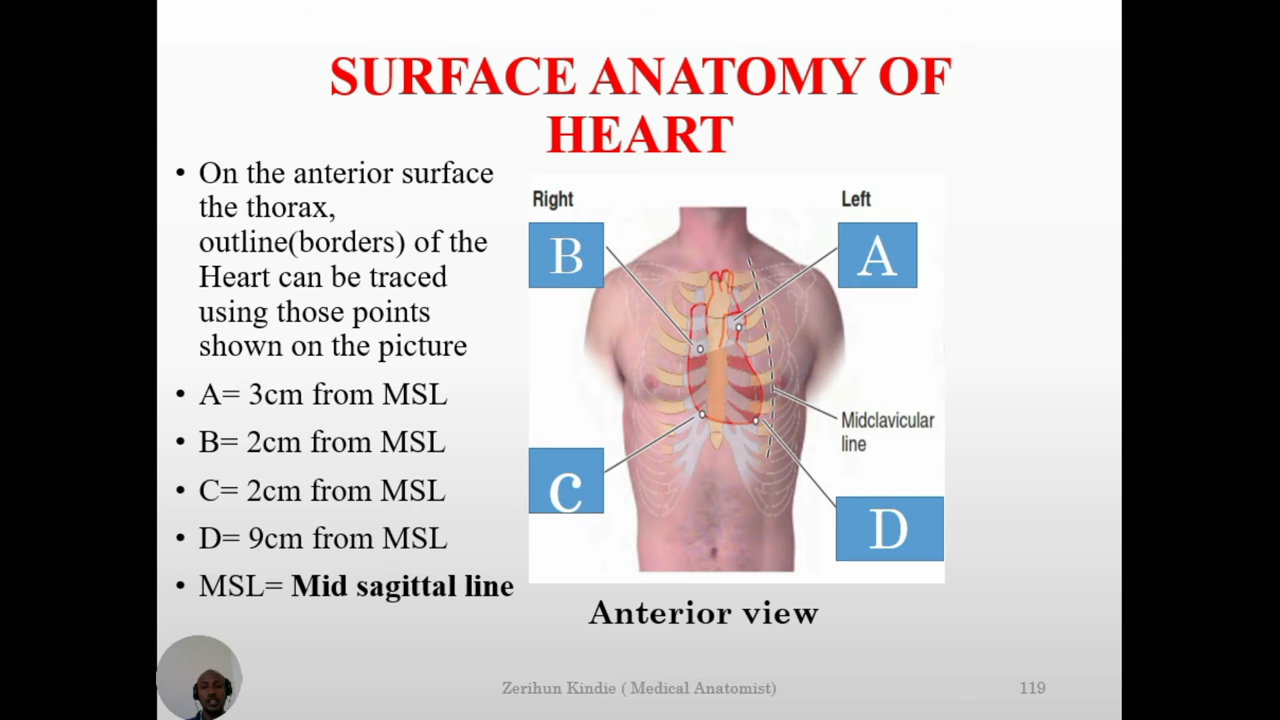 SURFACE ANATOMY OF
HEART
• On the anterior surface
the thorax,
outline(borders) of the
Heart can be traced
using those points
shown on the picture
• A= 3cm from MSL
• B= 2cm from MSL
• C= 2cm from MSL
• D= 9cm from MSL
• MSL= Mid sagittal line
Right
Left
B
A
Midclavicular
line
C
D
Anterior view
Zerihun Kindie ( Medical Anatomist)
119